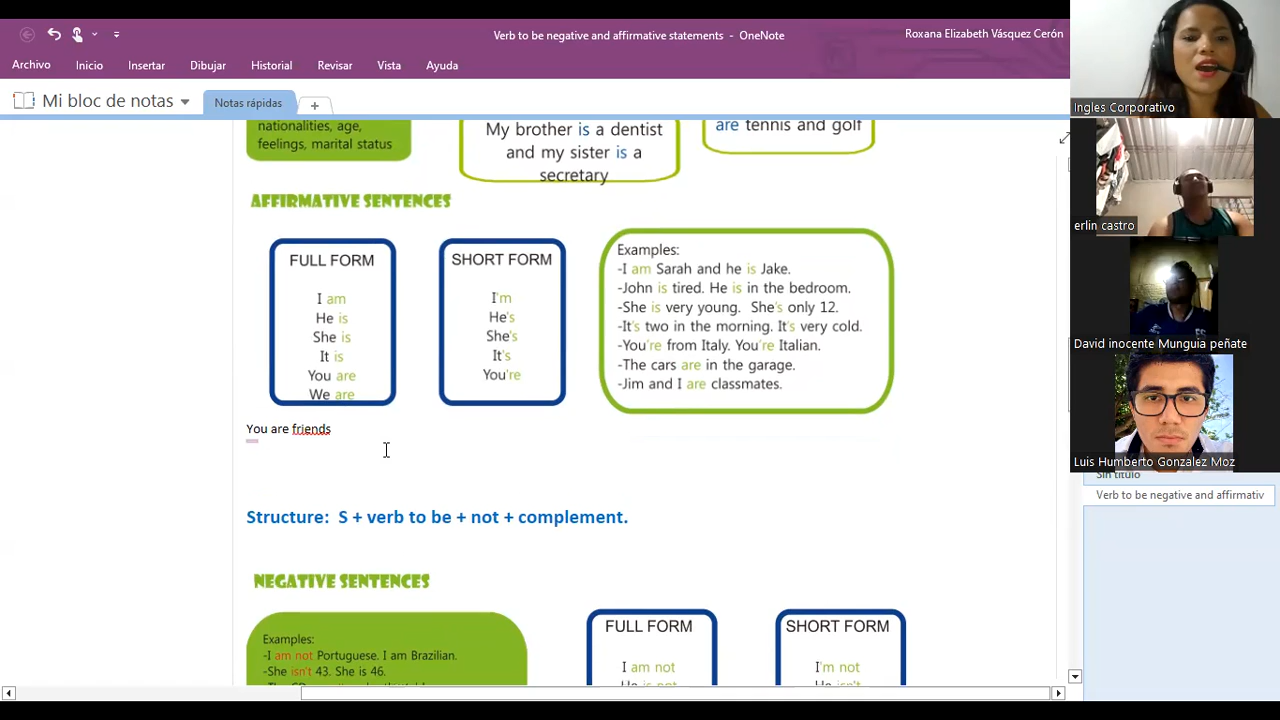 Verb to be negative and affirmative statements - OneNote
Roxana Elizabeth Vásquez Cerón
Archivo Inicio Insertar Dibujar Historial Revisar Vista Ayuda
Mi bloc de notas
Notas rápidas
+
nationalities, age,
feelings, marital status
My brother is a dentist
and my sister is a
secretary
are tennis and golf
AFFIRMATIVE SENTENCES
FULL FORM
I am
He is
She is
It is
You are
We are
SHORT FORM
I'm
He's
She's
It's
You're
Examples:
-I am Sarah and he is Jake.
-John is tired. He is in the bedroom.
-She is very young. She's only 12.
-It's two in the morning. It's very cold.
-You're from Italy. You're Italian.
-The cars are in the garage.
-Jim and I are classmates.
You are friends
Structure: S + verb to be + not + complement.
NEGATIVE SENTENCES
Examples:
-I am not Portuguese. I am Brazilian.
-She isn't 43. She is 46.
FULL FORM
I am not
He is not
SHORT FORM
I'm not
He isn't
Ingles Corporativo
erlin castro
David inocente Munguia peñate
Luis Humberto Gonzalez Moz
Sin título
Verb to be negative and affirmativ